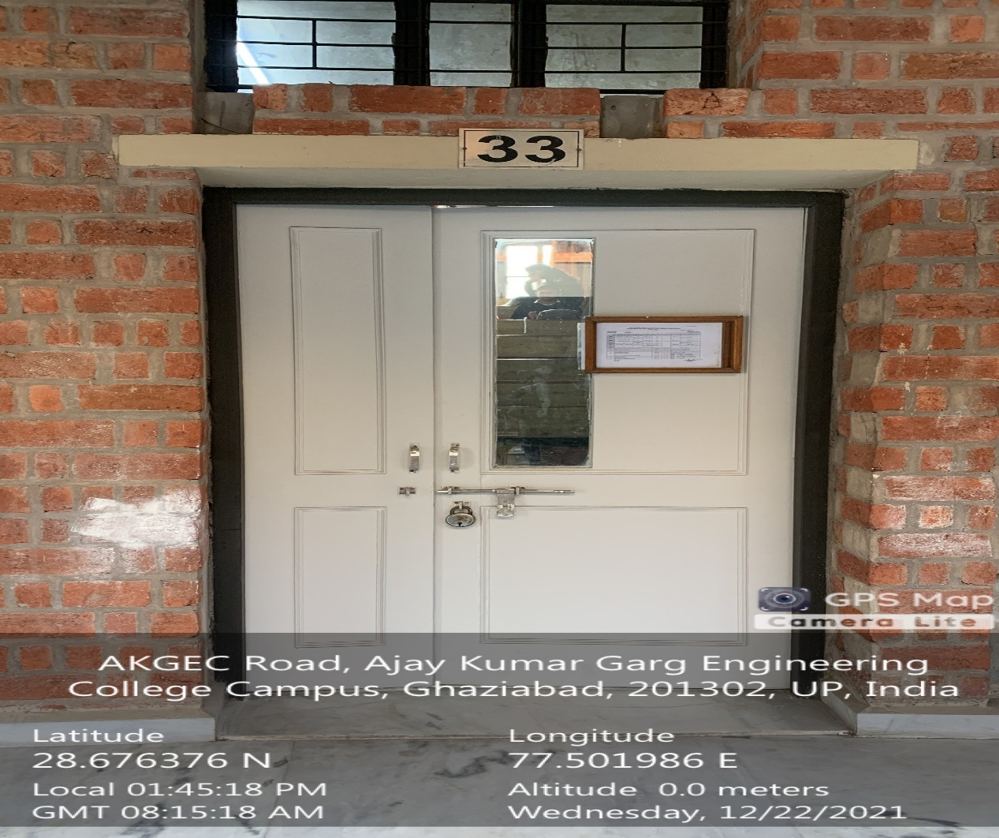 33
GPS Map
Camera Lite
AKGEC Road, Ajay Kumar Garg Engineering
College Campus, Ghaziabad, 201302, UP, India
Latitude
28.676376 N
Longitude
77.501986 E
Local 01:45:18 PM
GMT 08:15:18 AM
Altitude 0.0 meters
Wednesday, 12/22/2021